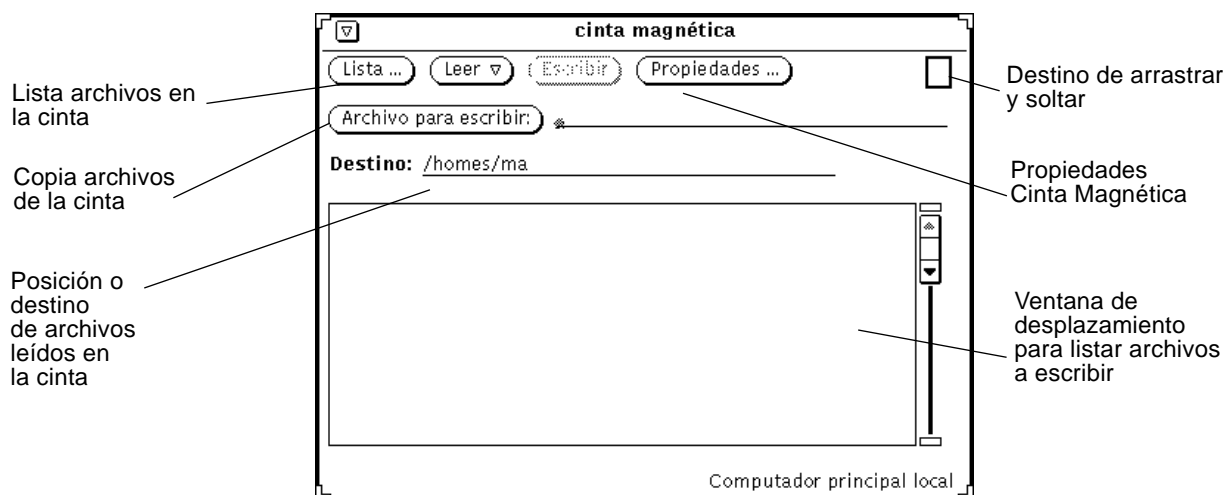 cinta magnética
Lista ...
Leer
Escribir
Propiedades ...
Archivo para escribir:
Destino: /homes/ma
Computador principal local
Lista archivos en
la cinta
Copia archivos
de la cinta
Posición o
destino
de archivos
leídos en
la cinta
Destino de arrastrar
y soltar
Propiedades
Cinta Magnética
Ventana de
desplazamiento
para listar archivos
a escribir